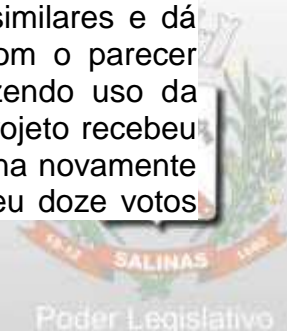 similares e dá
om o parecer
zendo uso da
ojeto recebeu
na novamente
eu doze votos
SALINAS
Poder Legislativo